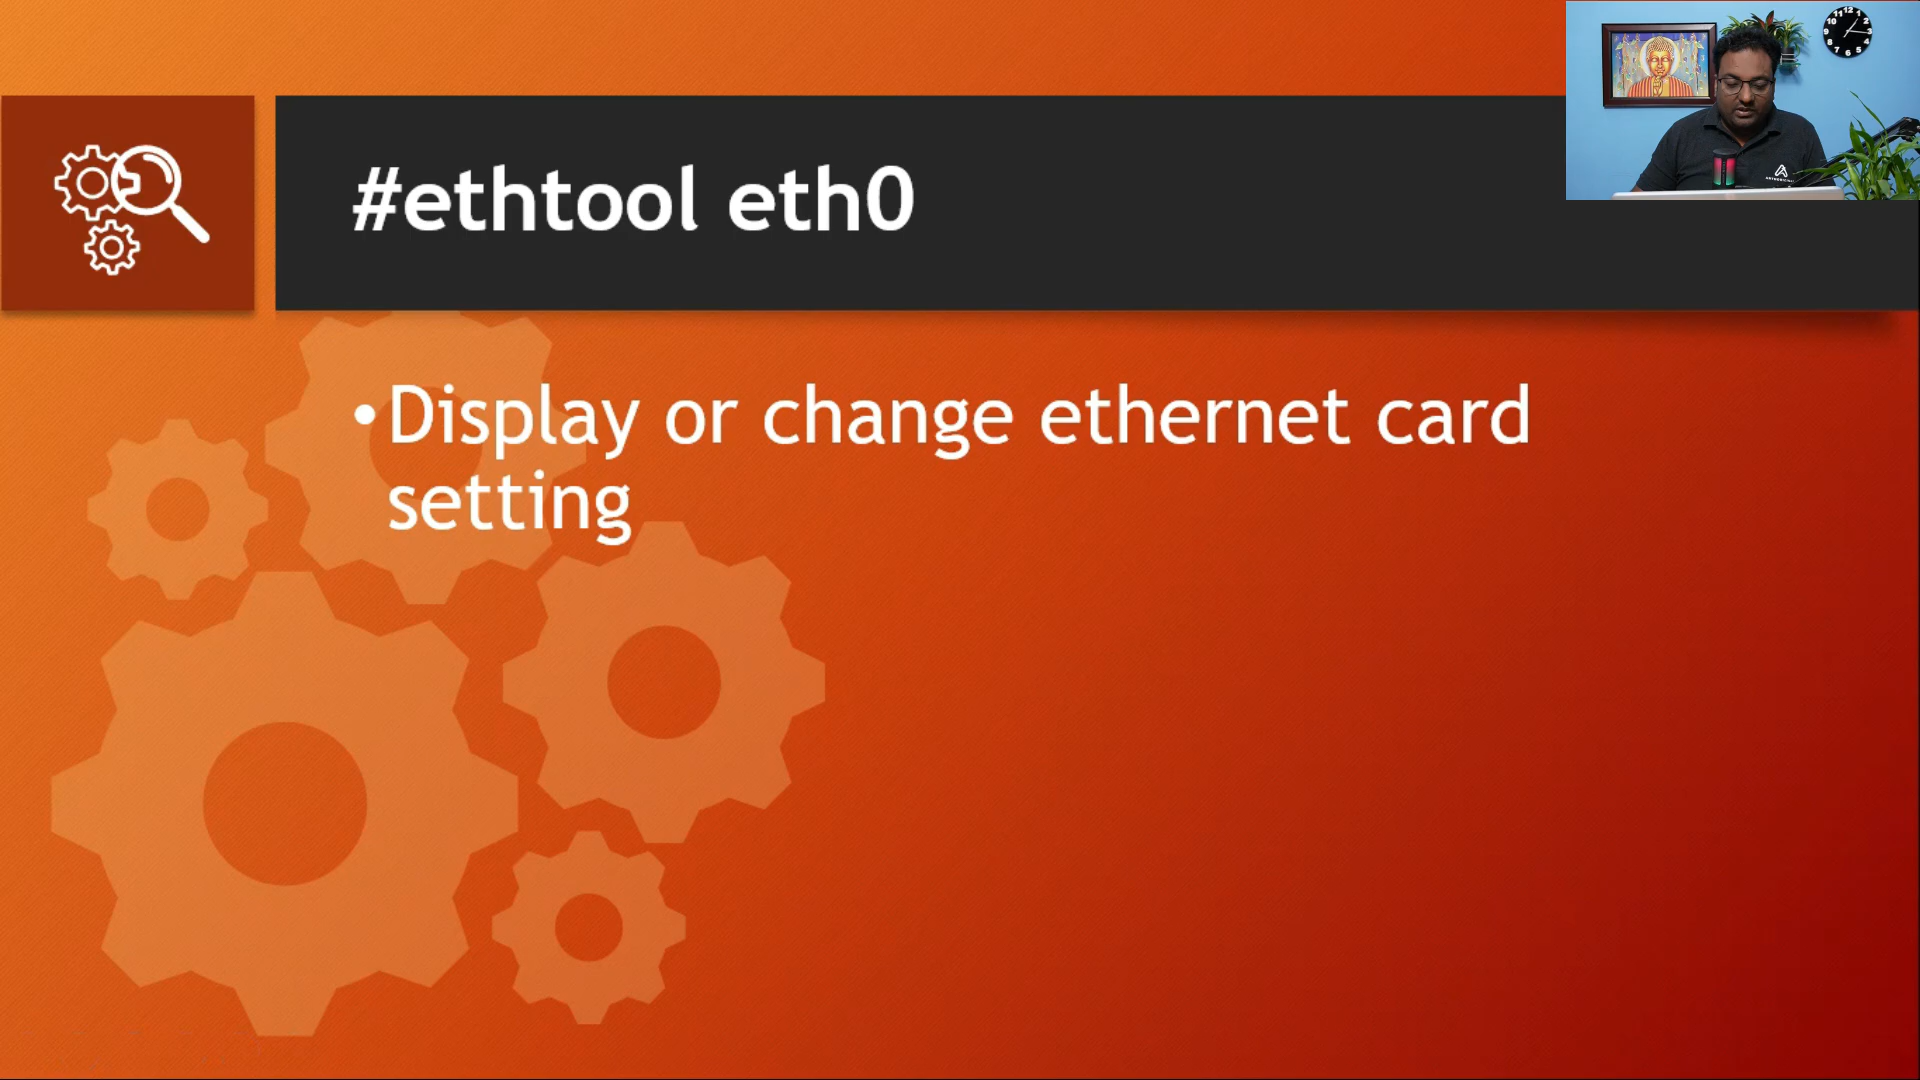 #ethtool eth0
•Display or change ethernet card
setting